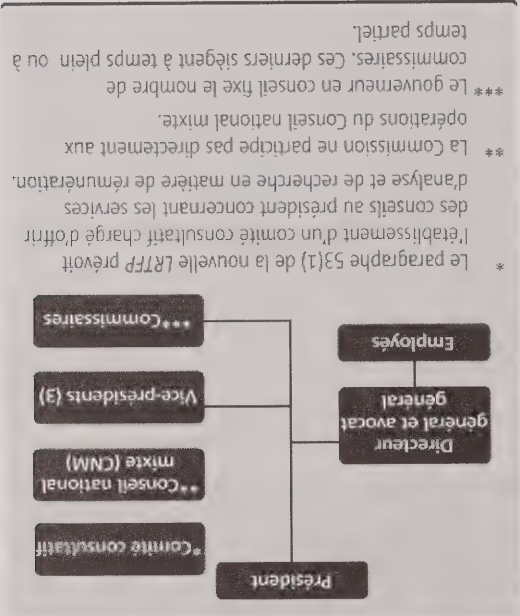 Président
*Comité consultatif
**Conseil national
mixte (CNM)
Directeur
général et avocat
général
Vice-présidents (3)
Employés
***Commissaires
* Le paragraphe 53(1) de la nouvelle LRTFP prévoit
l'établissement d'un comité consultatif chargé d'offrir
des conseils au président concernant les services
d'analyse et de recherche en matière de rémunération.
** La Commission ne participe pas directement aux
opérations du Conseil national mixte.
*** Le gouverneur en conseil fixe le nombre de
commissaires. Ces derniers siègent à temps plein ou à
temps partiel.